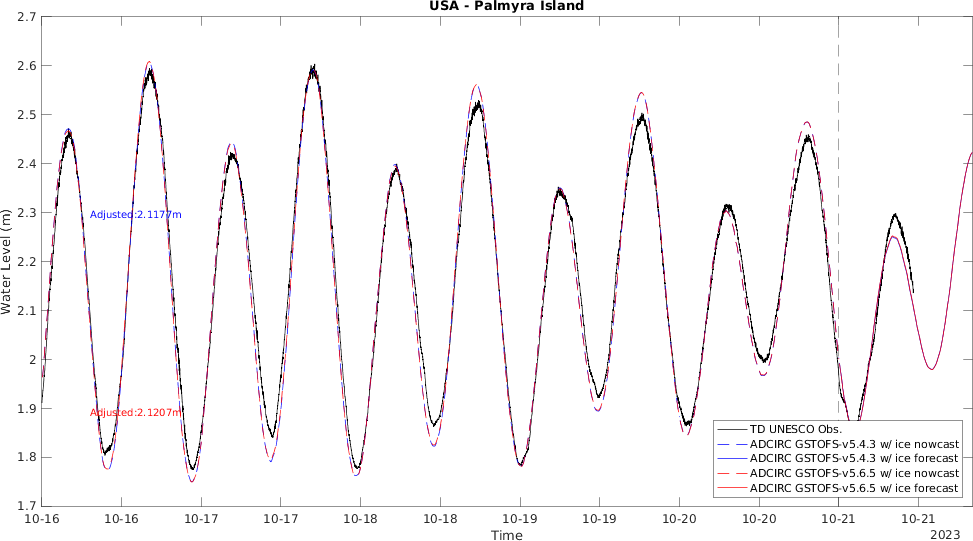 USA - Palmyra Island
2.7
2.6
2.5
2.4
2.3
2.2
2.1
2
1.9
1.8
1.7
Water Level (m)
Adjusted:2.1177m
Adjusted:2.1207m
TD UNESCO Obs.
ADCIRC GSTOFS-v5.4.3 w/ ice nowcast
ADCIRC GSTOFS-v5.4.3 w/ ice forecast
ADCIRC GSTOFS-v5.6.5 w/ ice nowcast
ADCIRC GSTOFS-v5.6.5 w/ ice forecast
10-16 10-16 10-17 10-17 10-18 10-18 10-19 10-19 10-20 10-20 10-21 10-21
2023
Time